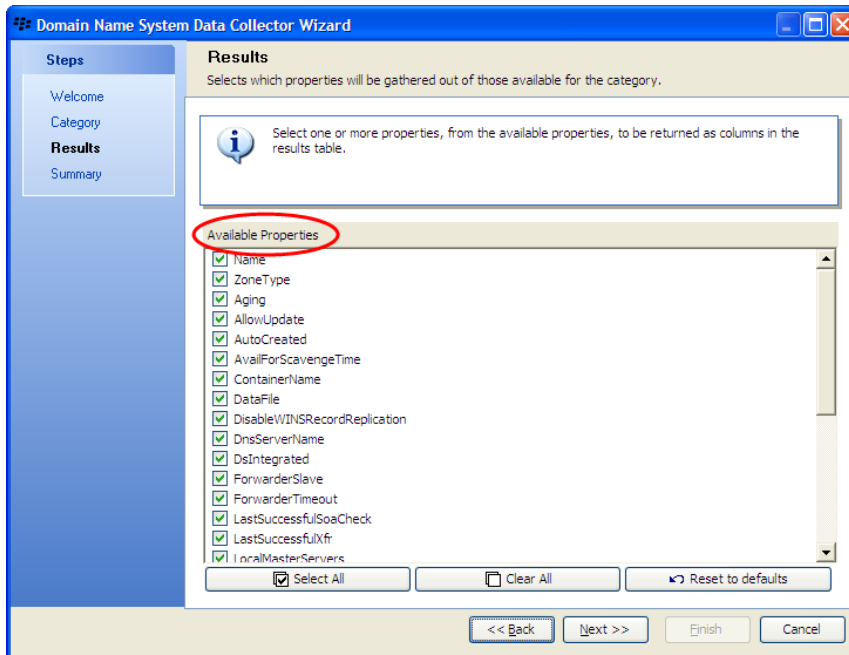 Domain Name System Data Collector Wizard
Steps
Welcome
Category
Results
Summary
Results
Selects which properties will be gathered out of those available for the category.
Select one or more properties, from the available properties, to be returned as columns in the
results table.
Available Properties
Name
ZoneType
Aging
AllowUpdate
AutoCreated
AvailForScavengeTime
ContainerName
DataFile
DisableWINSRecordReplication
DnsServerName
DsIntegrated
ForwarderSlave
ForwarderTimeout
LastSuccessfulSoaCheck
LastSuccessfulXfr
LocalMasterServers
Select All
Clear All
Reset to defaults
<< Back
Next >>
Finish
Cancel